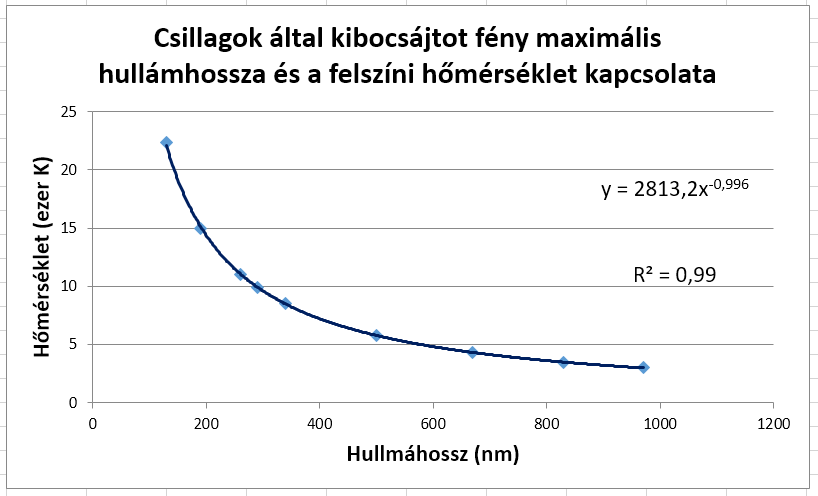 Csillagok által kibocsájtot fény maximális
hullámhossza és a felszíni hőmérséklet kapcsolata
25
20
15
10
5
0
Hőmérséklet (ezer K)
y = 2813,2x-0,996
R² = 0,99
0 200 400 600 800 1000 1200
Hullmáhossz (nm)